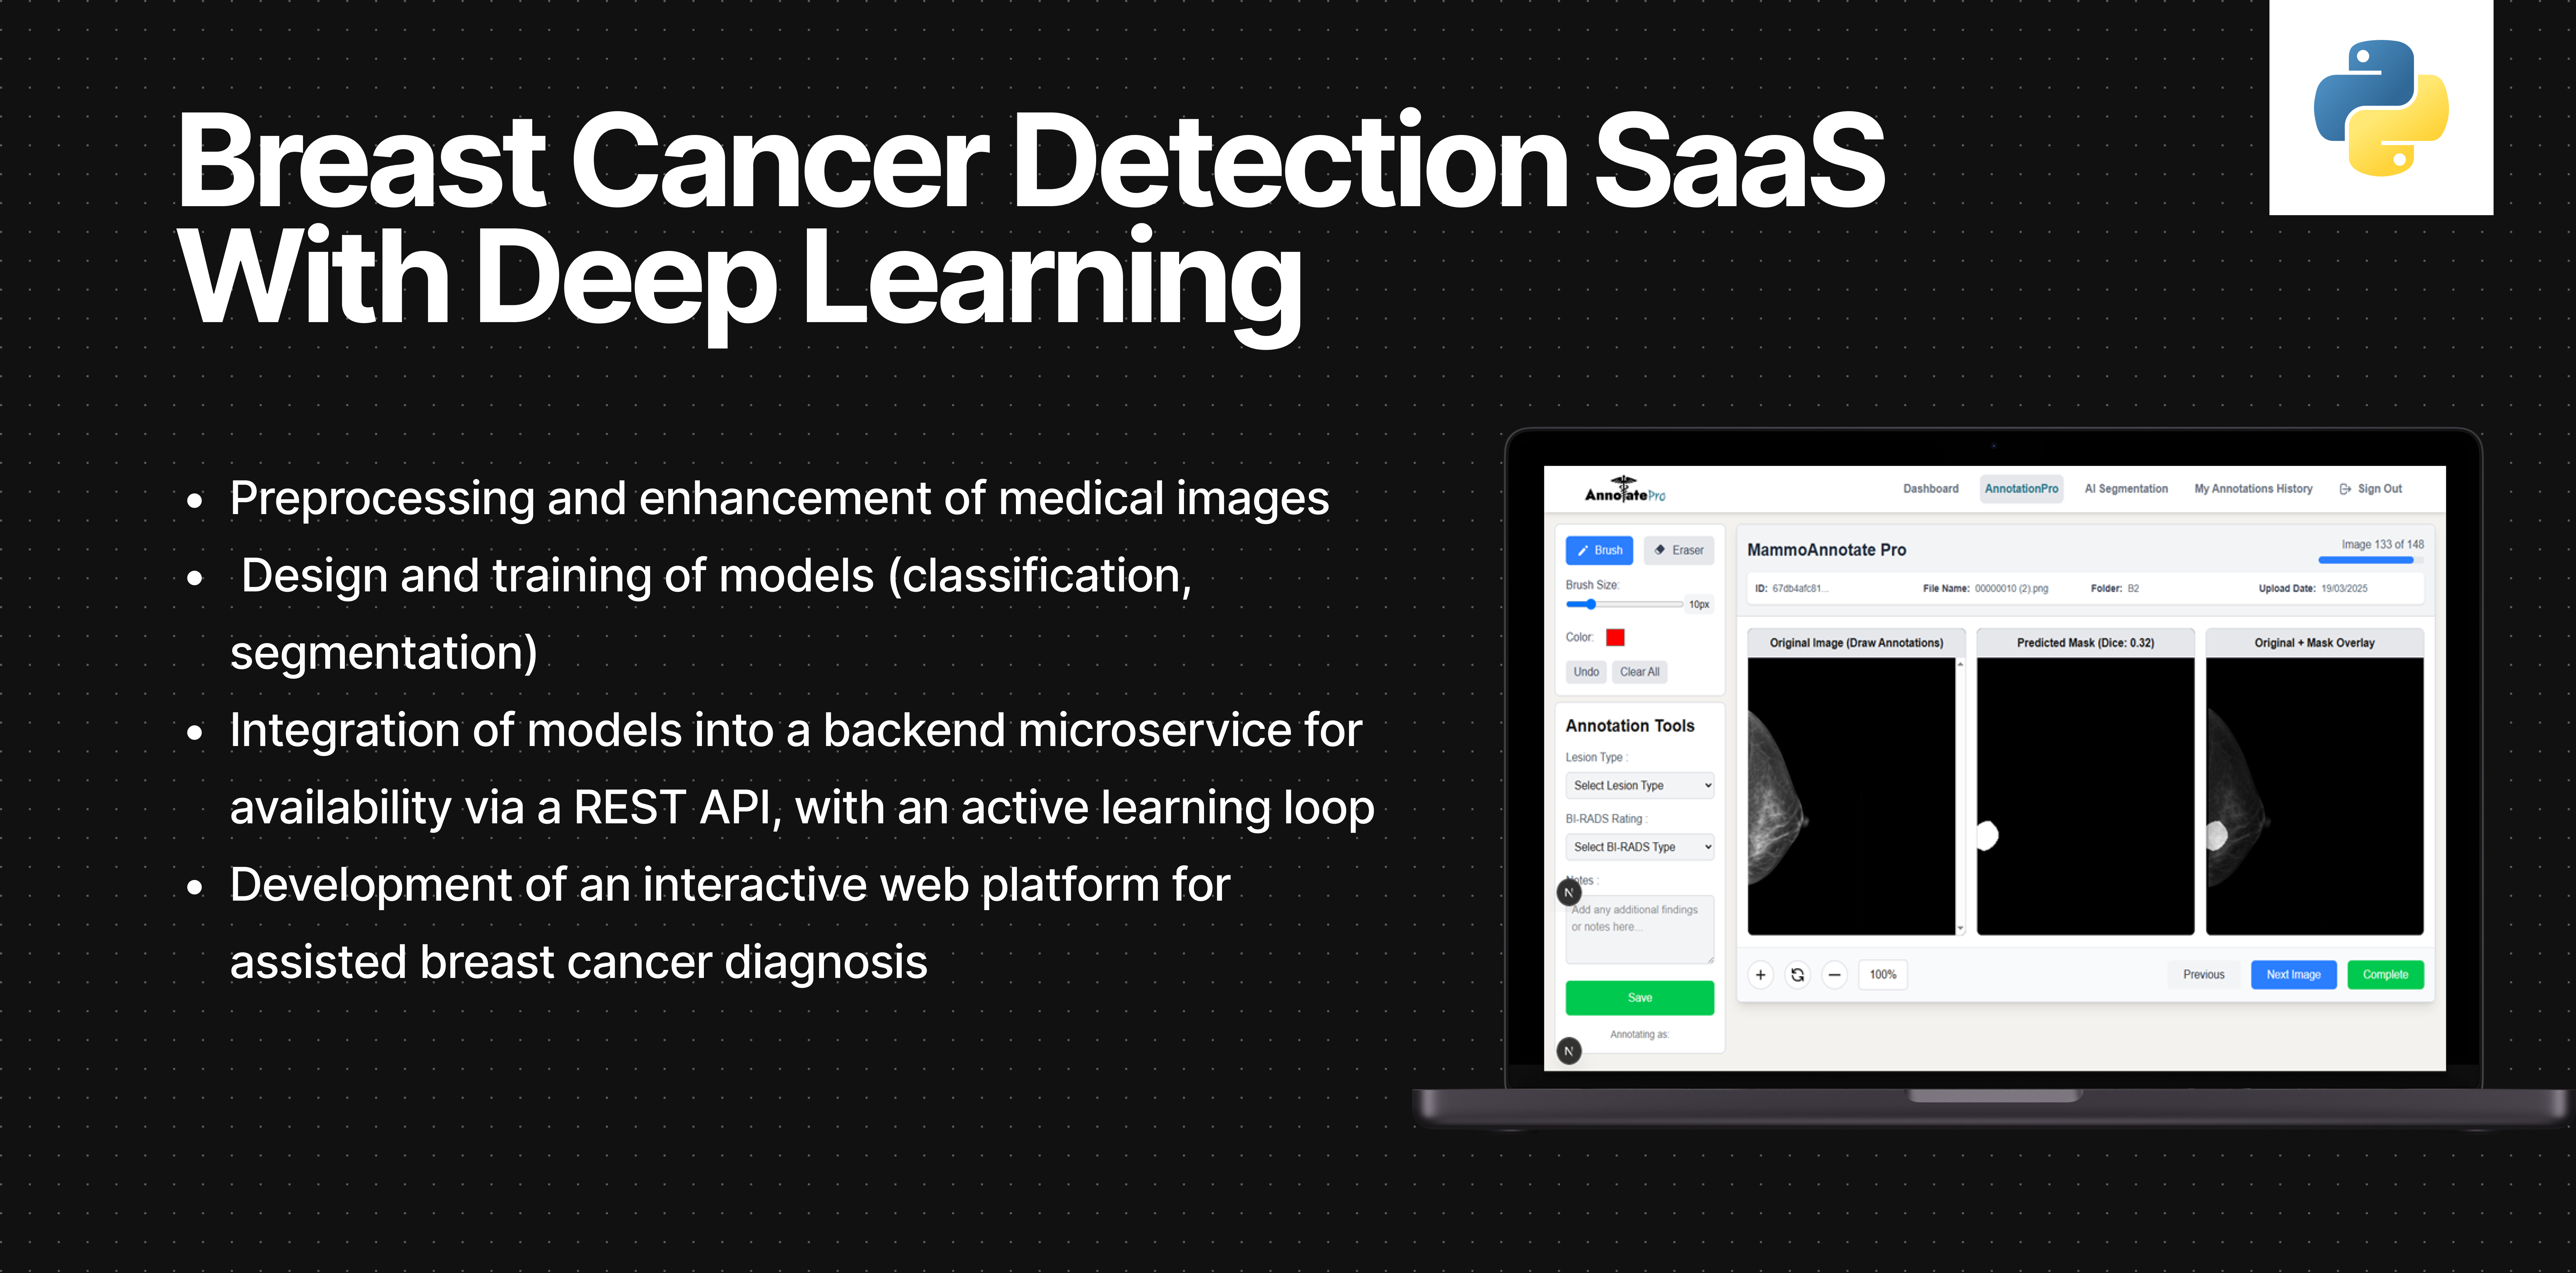 Breast Cancer Detection SaaS
With Deep Learning
• Preprocessing and enhancement of medical images
• Design and training of models (classification,
segmentation)
• Integration of models into a backend microservice for
availability via a REST API, with an active learning loop
• Development of an interactive web platform for
assisted breast cancer diagnosis
AnnotatePro
Dashboard AnnotationPro AI Segmentation My Annotations History Sign Out
Brush Eraser
Brush Size:
10px
Color:
Undo Clear All
Annotation Tools
Lesion Type :
Select Lesion Type
BI-RADS Rating :
Select BI-RADS Type
Notes :
N
Add any additional findings
or notes here...
Save
Annotating as:
N
MammoAnnotate Pro
Image 133 of 148
ID: 67db4afc81... File Name: 00000010 (2).png Folder: B2 Upload Date: 19/03/2025
Original Image (Draw Annotations) Predicted Mask (Dice: 0.32) Original + Mask Overlay
+ − 100% Previous Next Image Complete